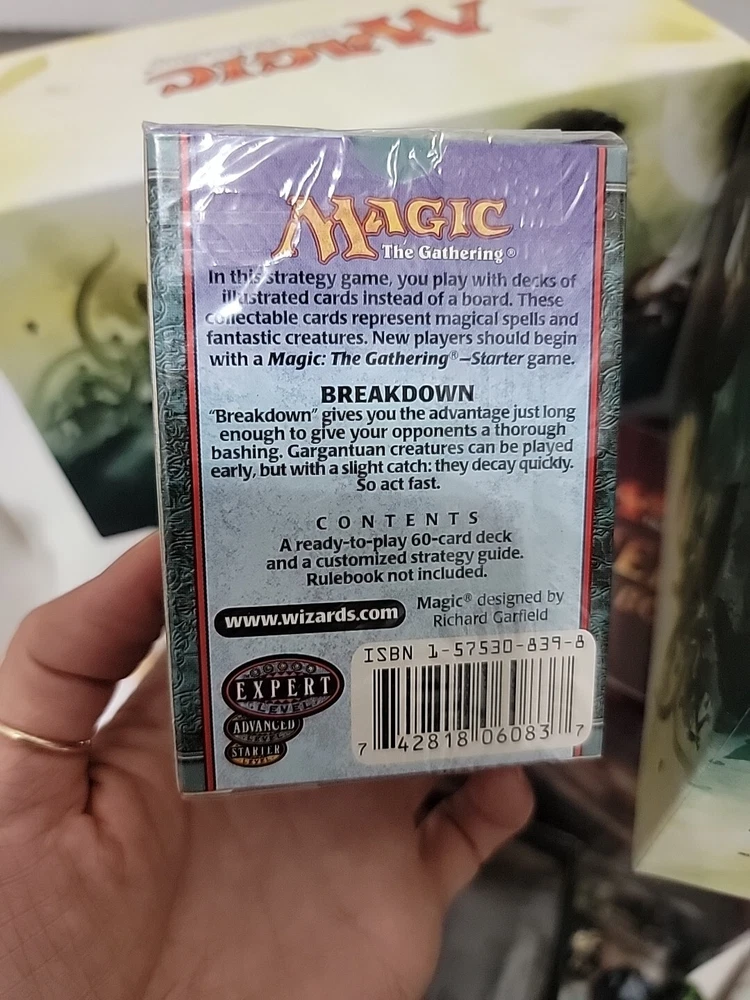 MAGIC
MAGIC
The Gathering®
In this strategy game, you play with decks of
illustrated cards instead of a board. These
collectable cards represent magical spells and
fantastic creatures. New players should begin
with a Magic: The Gathering®–Starter game.
BREAKDOWN
"Breakdown" gives you the advantage just long
enough to give your opponents a thorough
bashing. Gargantuan creatures can be played
early, but with a slight catch: they decay quickly.
So act fast.
CONTENTS
A ready-to-play 60-card deck
and a customized strategy guide.
Rulebook not included.
www.wizards.com
Magic® designed by
Richard Garfield
EXPERT
LEVEL
ADVANCED
LEVEL
STARTER
LEVEL
ISBN 1-57530-839-8
7 42818 06083 7